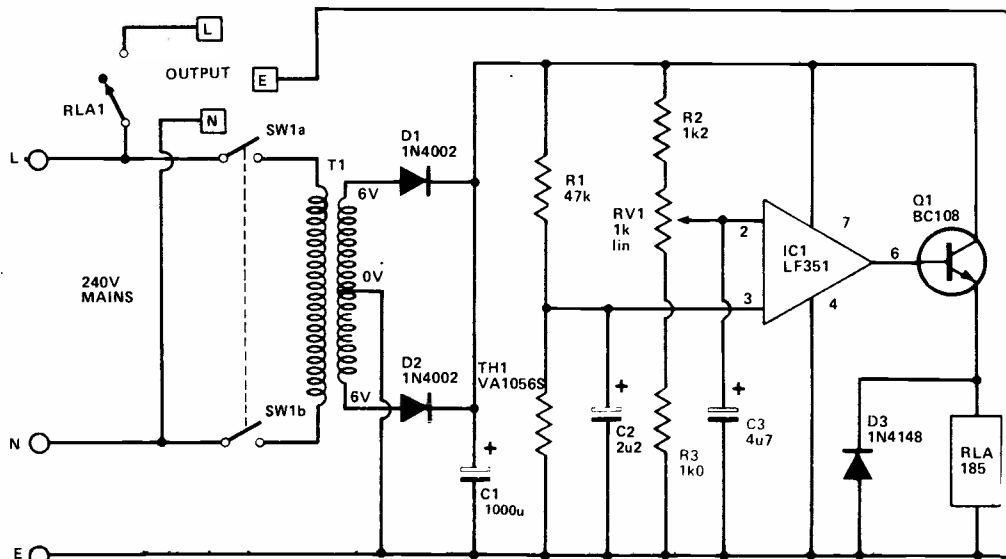 L
OUTPUT
E
RLA1
N
SW1a
L
T1
D1
1N4002
6V
R1
47k
R2
1k2
RV1
1k
lin
2
7
IC1
LF351
6
Q1
BC108
240V
MAINS
0V
3
4
D2
1N4002
TH1
VA1056S
6V
SW1b
N
+
C1
1000u
+
C2
2u2
R3
1k0
+
C3
4u7
D3
1N4148
RLA
185
E